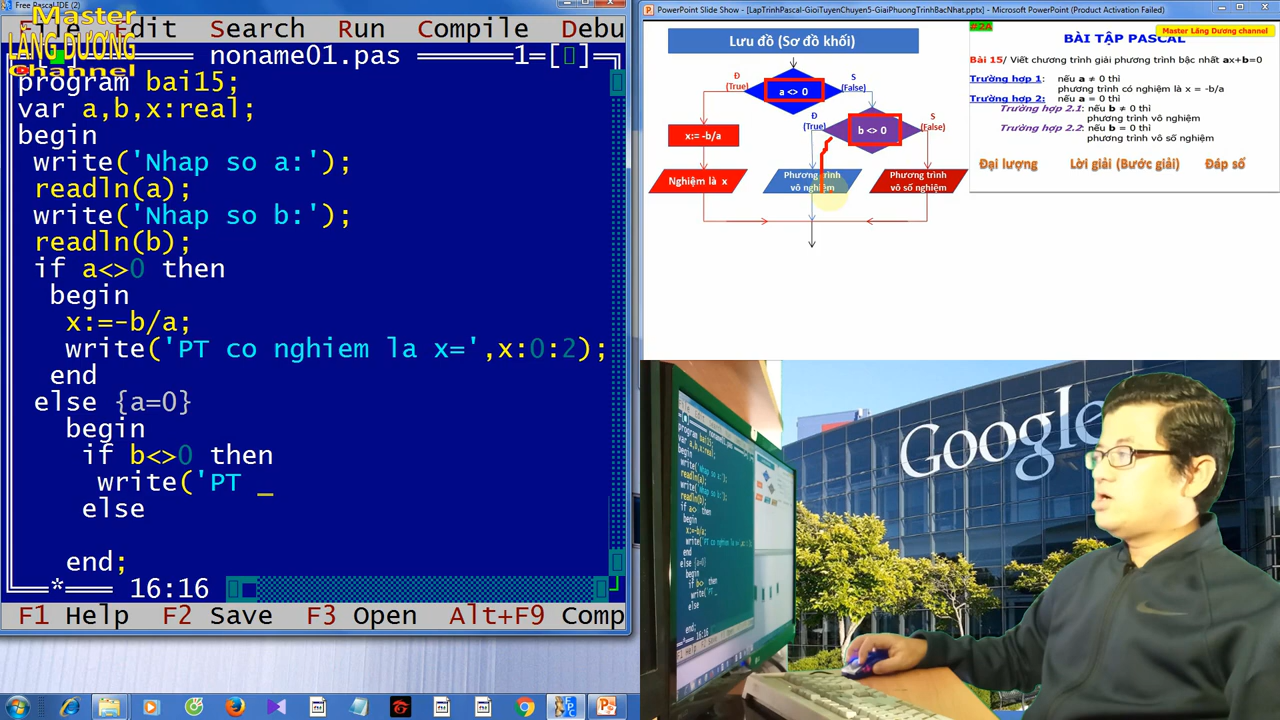 Free Pascal IDE (2)
Master
LÃNG DƯƠNG
channel
File Edit Search Run Compile Debu
noname01.pas 1=[ ]
program bai15;
var a,b,x:real;
begin
write('Nhap so a:');
readln(a);
write('Nhap so b:');
readln(b);
if a<>0 then
begin
x:=-b/a;
write('PT co nghiem la x=',x:0:2);
end
else {a=0}
begin
if b<>0 then
write('PT _
else
end;
* 16:16
F1 Help F2 Save F3 Open Alt+F9 Comp
PowerPoint Slide Show - [LapTrinhPascal-GioiTuyenChuyen5-GiaiPhuongTrinhBacNhat.pptx] - Microsoft PowerPoint (Product Activation Failed)
Lưu đồ (Sơ đồ khối)
Đ
(True)
a <> 0
S
(False)
x:= -b/a
Đ
(True)
b <> 0
S
(False)
Nghiệm là x
Phương trình
vô nghiệm
Phương trình
vô số nghiệm
#2A
Master Lãng Dương channel
BÀI TẬP PASCAL
Bài 15/ Viết chương trình giải phương trình bậc nhất ax+b=0
Trường hợp 1: nếu a ≠ 0 thì
phương trình có nghiệm là x = -b/a
Trường hợp 2: nếu a = 0 thì
Trường hợp 2.1: nếu b ≠ 0 thì
phương trình vô nghiệm
Trường hợp 2.2: nếu b = 0 thì
phương trình vô số nghiệm
Đại lượng Lời giải (Bước giải) Đáp số
Google